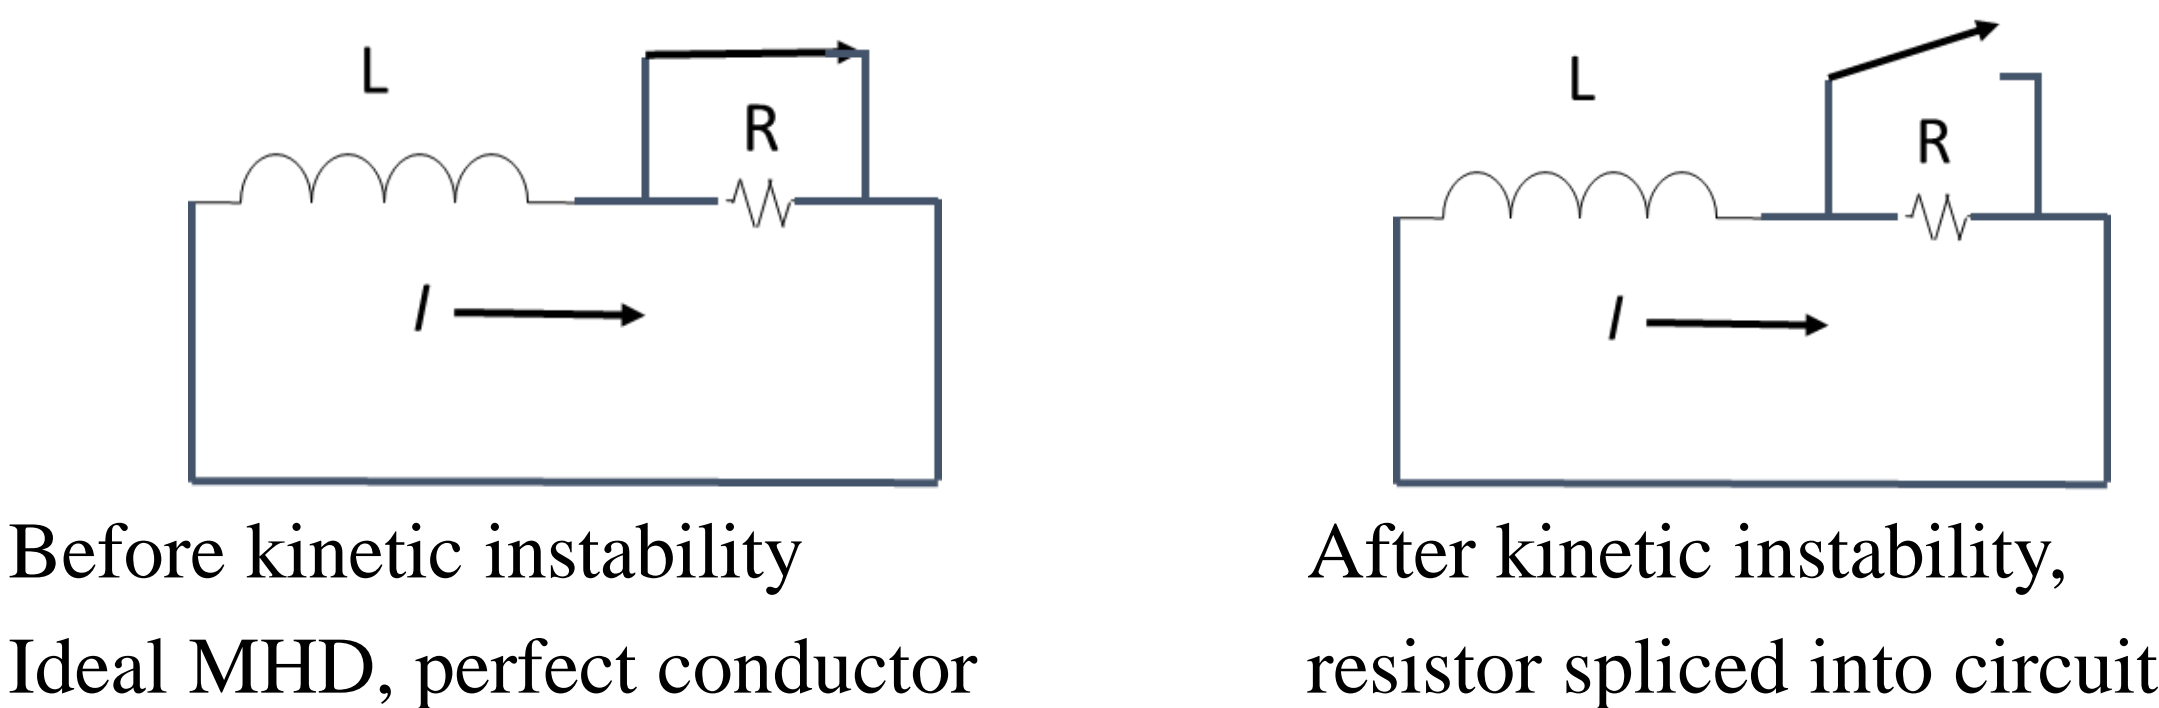 L
R
I
Before kinetic instability
Ideal MHD, perfect conductor
L
R
I
After kinetic instability,
resistor spliced into circuit